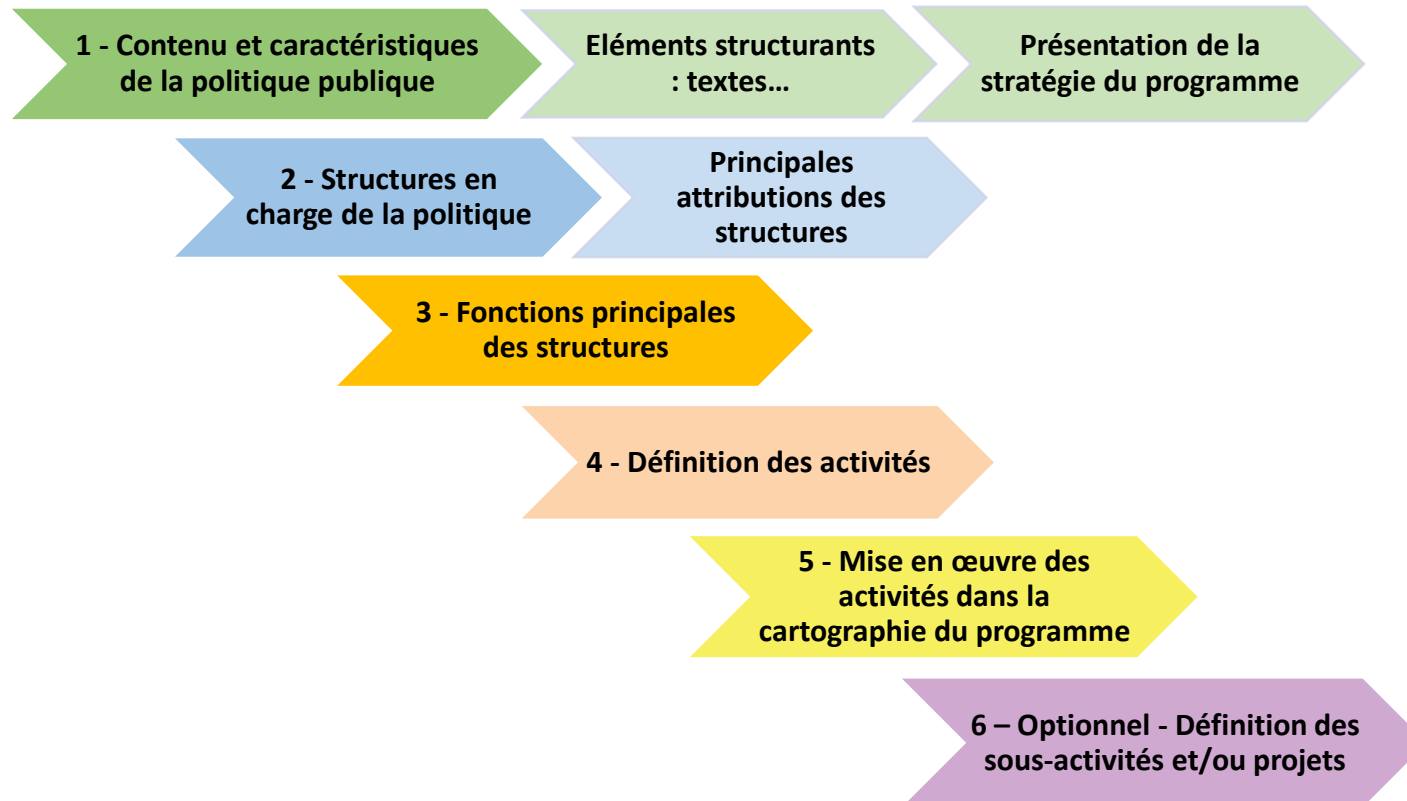 1 - Contenu et caractéristiques
de la politique publique
Eléments structurants
: textes…
Présentation de la
stratégie du programme
2 - Structures en
charge de la politique
Principales
attributions des
structures
3 - Fonctions principales
des structures
4 - Définition des activités
5 - Mise en œuvre des
activités dans la
cartographie du programme
6 – Optionnel - Définition des
sous-activités et/ou projets